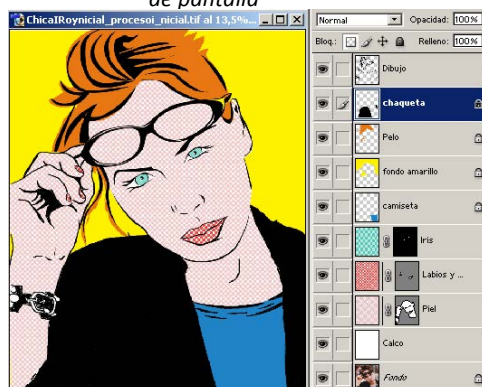 de pantalla
ChicaIRoynicial_procesoi_nicial.tif al 13,5%...
Normal
Opacidad: 100%
Bloq.:
Relleno: 100%
Dibujo
chaqueta
Pelo
fondo amarillo
camiseta
Iris
Labios y ...
Piel
Calco
Fondo